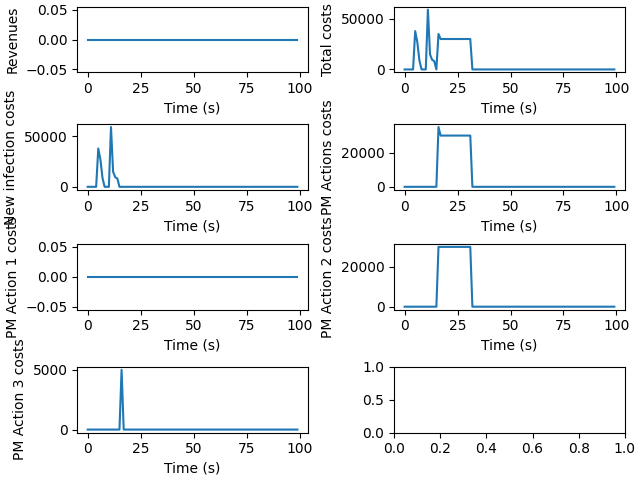 Revenues
0.05
0.00
−0.05
0 25 50 75 100
Time (s)
Total costs
50000
0
0 25 50 75 100
Time (s)
New infection costs
50000
0
0 25 50 75 100
Time (s)
PM Actions costs
20000
0
0 25 50 75 100
Time (s)
PM Action 1 costs
0.05
0.00
−0.05
0 25 50 75 100
Time (s)
PM Action 2 costs
20000
0
0 25 50 75 100
Time (s)
PM Action 3 costs
5000
0
0 25 50 75 100
Time (s)
1.0
0.5
0.0
0.0 0.2 0.4 0.6 0.8 1.0